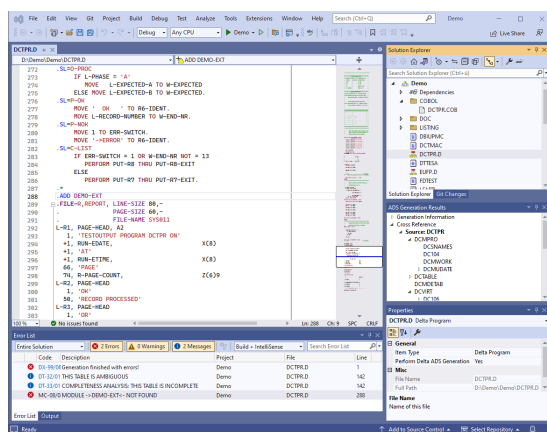 File Edit View Git Project Build Debug Test Analyze Tools Extensions Window Help Search (Ctrl+Q) Demo
Debug Any CPU Demo Live Share
DCTPR.D
D:\Demo\Demo\DCTPR.D ADD DEMO-EXT
272 .SL=O-PROC
273 IF L-PHASE = 'A'
274 MOVE L-EXPECTED-A TO W-EXPECTED
275 ELSE MOVE L-EXPECTED-B TO W-EXPECTED.
276 .SL=P-OK
277 MOVE ' OK ' TO R6-IDENT.
278 MOVE L-RECORD-NUMBER TO W-END-NR.
279 .SL=P-NOK
280 MOVE 1 TO ERR-SWITCH.
281 MOVE '->ERROR' TO R6-IDENT.
282 .SL=C-LIST
283 IF ERR-SWITCH = 1 OR W-END-NR NOT = 13
284 PERFORM PUT-R8 THRU PUT-R8-EXIT
285 ELSE
286 PERFORM PUT-R7 THRU PUT-R7-EXIT.
287 .*
288 .ADD DEMO-EXT
289 .FILE=R,REPORT, LINE-SIZE 80,-
290 . PAGE-SIZE 60,-
291 . FILE-NAME SYS011
292 L-R1, PAGE-HEAD, A2
293 1, 'TESTOUTPUT PROGRAM DCTPR ON'
294 +1, RUN-EDATE, X(8)
295 +1, 'AT'
296 +1, RUN-ETIME, X(8)
297 66, 'PAGE'
298 74, R-PAGE-COUNT, Z(6)9
299 L-R2, PAGE-HEAD
300 1, 'OK'
301 50, 'RECORD PROCESSED'
302 L-R3, PAGE-HEAD
303 1, 'OR'
100 % No issues found Ln: 288 Ch: 9 SPC CRLF
Error List
Entire Solution 2 Errors 0 Warnings 2 Messages Build + IntelliSense Search Error List
Code Description Project File Line
DX-99/00 Generation finished with errors! Demo DCTPR.D 1
DT-32/01 THIS TABLE IS AMBIGUOUS Demo DCTPR.D 142
DT-33/01 COMPLETENESS ANALYSIS: THIS TABLE IS INCOMPLETE Demo DCTPR.D 142
MC-08/0 MODULE ->DEMO-EXT<- NOT FOUND Demo DCTPR.D 288
Error List Output
Solution Explorer
Search Solution Explorer (Ctrl+ü)
Demo
Dependencies
COBOL
DCTPR.COB
DOC
LISTING
DBIUPMC
DCTMAC
DCTPR.D
DTTESA
EUPP.D
FDTEST
Solution Explorer Git Changes
ADS Generation Results
Generation Information
Cross Reference
Source: DCTPR
DCMPRO
DCSNAMES
DC104
DCMWORK
DCMUDATE
DCTABLE
DCMDETAB
DCVIRT
DC106
Properties
DCTPR.D Delta Program
General
Item Type Delta Program
Perform Delta ADS Generation Yes
Misc
File Name DCTPR.D
Full Path D:\Demo\Demo\DCTPR.D
File Name
Name of this file
Ready Add to Source Control Select Repository